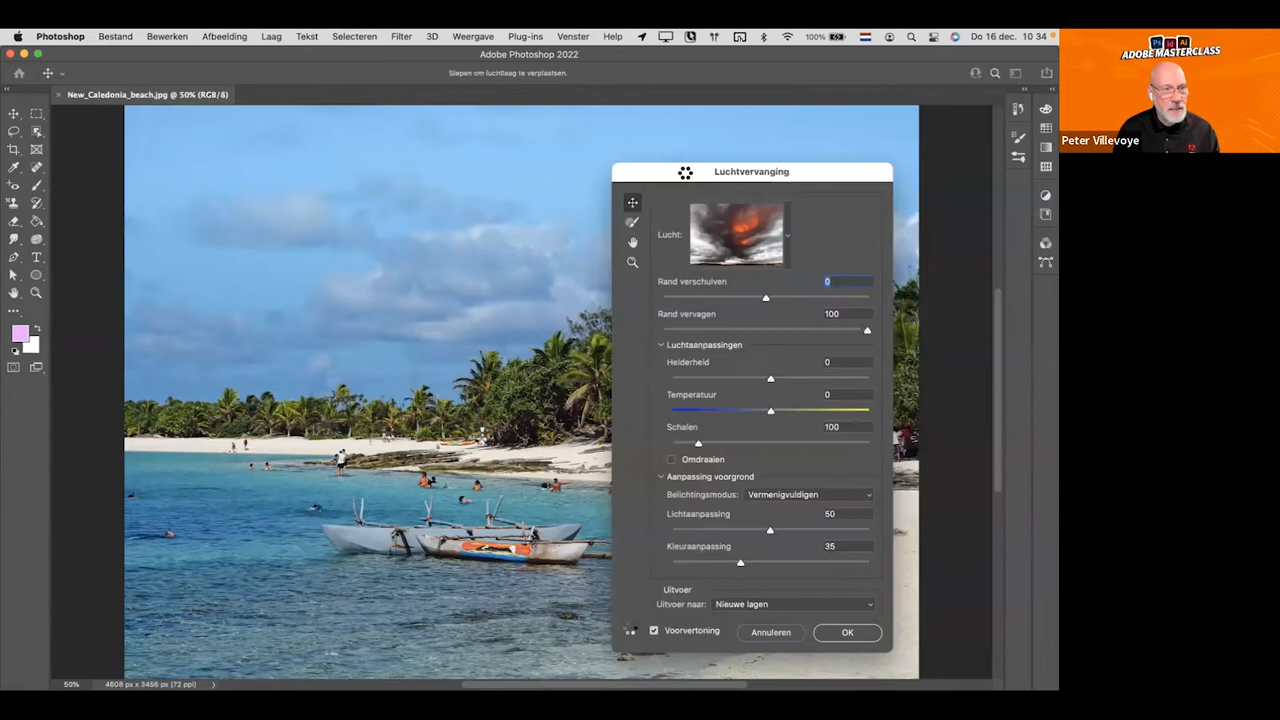 Photoshop Bestand Bewerken Afbeelding Laag Tekst Selecteren Filter 3D Weergave Plug-ins Venster Help 100% Do 16 dec. 10 34
Adobe Photoshop 2022
Slepen om luchtlaag te verplaatsen.
New_Caledonia_beach.jpg @ 50% (RGB/8)
Ps Id Ai
ADOBE MASTERCLASS
Peter Villevoye
Luchtvervanging
Lucht:
Rand verschuiven 0
Rand vervagen 100
Luchtaanpassingen
Helderheid 0
Temperatuur 0
Schalen 100
Omdraaien
Aanpassing voorgrond
Belichtingsmodus: Vermenigvuldigen
Lichtaanpassing 50
Kleuraanpassing 35
Uitvoer
Uitvoer naar: Nieuwe lagen
Voorvertoning Annuleren OK
50% 4608 px x 3456 px (72 ppi)